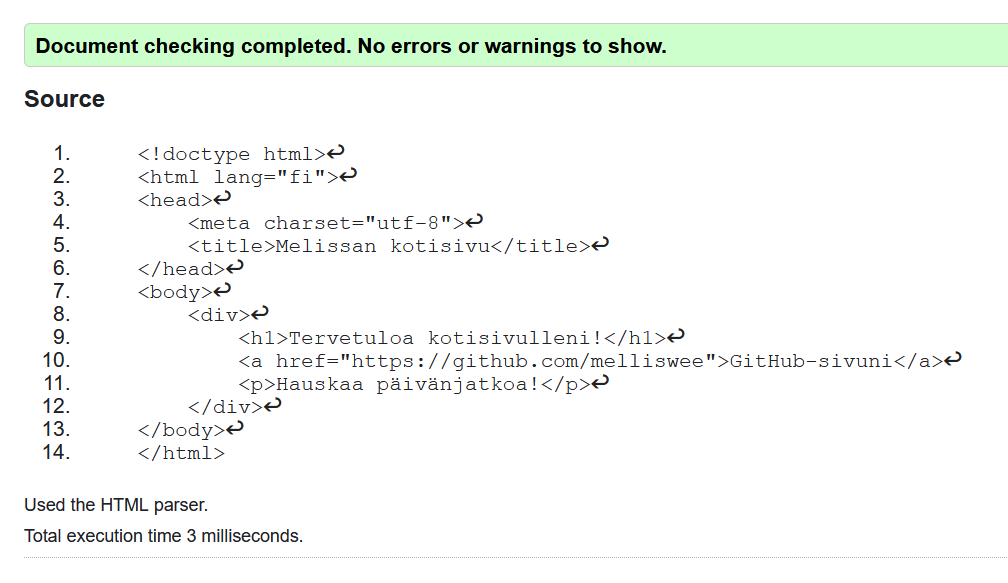 Document checking completed. No errors or warnings to show.
Source
1. <!doctype html>↩
2. <html lang="fi">↩
3. <head>↩
4. <meta charset="utf-8">↩
5. <title>Melissan kotisivu</title>↩
6. </head>↩
7. <body>↩
8. <div>↩
9. <h1>Tervetuloa kotisivulleni!</h1>↩
10. <a href="https://github.com/melliswee">GitHub-sivuni</a>↩
11. <p>Hauskaa päivänjatkoa!</p>↩
12. </div>↩
13. </body>↩
14. </html>
Used the HTML parser.
Total execution time 3 milliseconds.